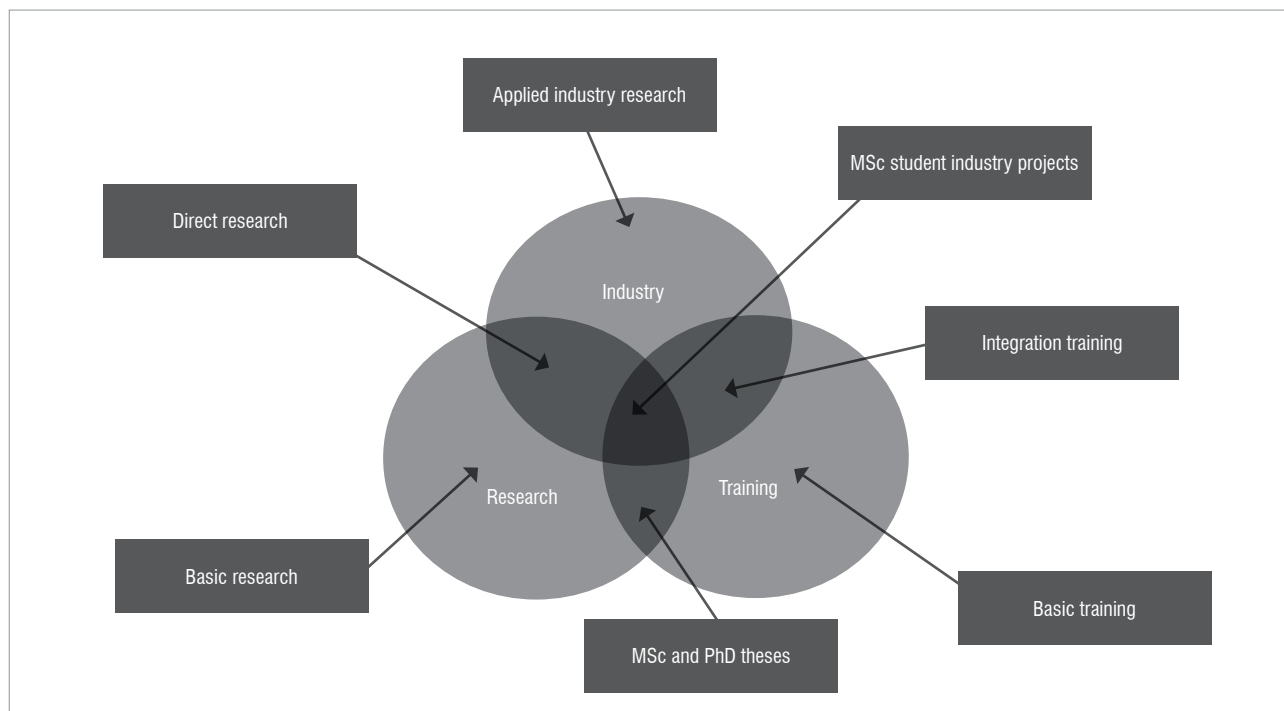 Applied industry research
MSc student industry projects
Direct research
Industry
Integration training
Research
Training
Basic research
Basic training
MSc and PhD theses